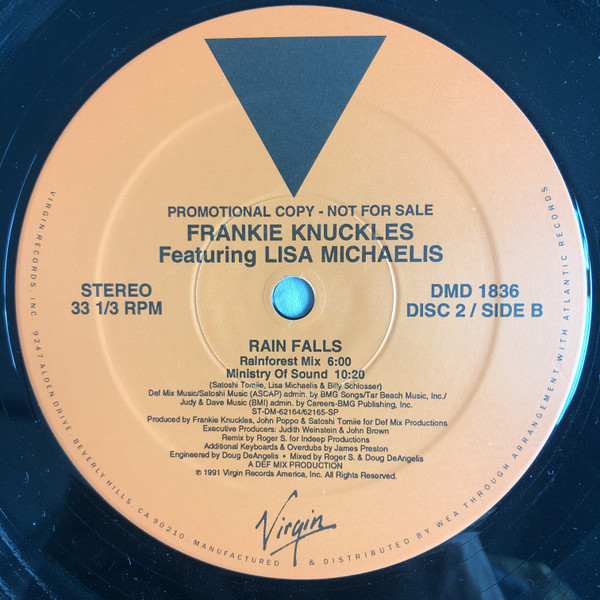 PROMOTIONAL COPY - NOT FOR SALE
FRANKIE KNUCKLES
Featuring LISA MICHAELIS
STEREO
33 1/3 RPM
DMD 1836
DISC 2 / SIDE B
RAIN FALLS
Rainforest Mix 6:00
Ministry Of Sound 10:20
(Satoshi Tomiie, Lisa Michaelis & Billy Schlosser)
Def Mix Music/Satoshi Music (ASCAP) admin. by BMG Songs/Tar Beach Music, Inc./
Judy & Dave Music (BMI) admin. by Careers-BMG Publishing, Inc.
ST-DM-62164/62165-SP
Produced by Frankie Knuckles, John Poppo & Satoshi Tomiie for Def Mix Productions
Executive Producers: Judith Weinstein & John Brown
Remix by Roger S. for Indeep Productions
Additional Keyboards & Overdubs by James Preston
Engineered by Doug DeAngelis • Mixed by Roger S. & Doug DeAngelis
A DEF MIX PRODUCTION
℗ 1991 Virgin Records America, Inc. All Rights Reserved.
Virgin
VIRGIN RECORDS, INC. 9247 ALDEN DRIVE, BEVERLY HILLS, CA 90210 MANUFACTURED & DISTRIBUTED BY WEA THROUGH ARRANGEMENT WITH ATLANTIC RECORDS